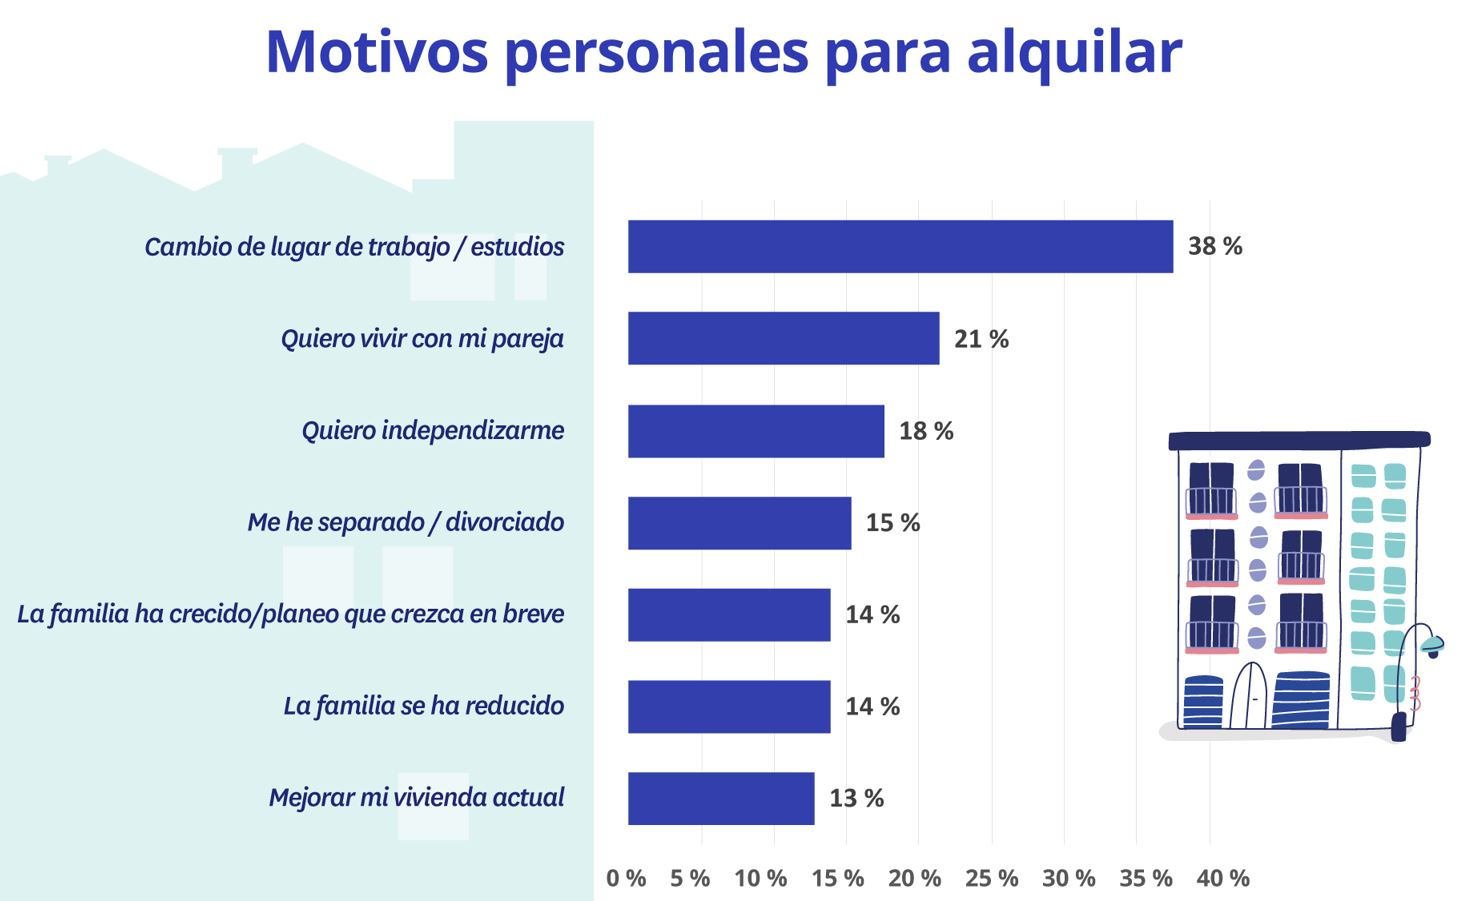 Motivos personales para alquilar
Cambio de lugar de trabajo / estudios
38 %
Quiero vivir con mi pareja
21 %
Quiero independizarme
18 %
Me he separado / divorciado
15 %
La familia ha crecido/planeo que crezca en breve
14 %
La familia se ha reducido
14 %
Mejorar mi vivienda actual
13 %
0 % 5 % 10 % 15 % 20 % 25 % 30 % 35 % 40 %